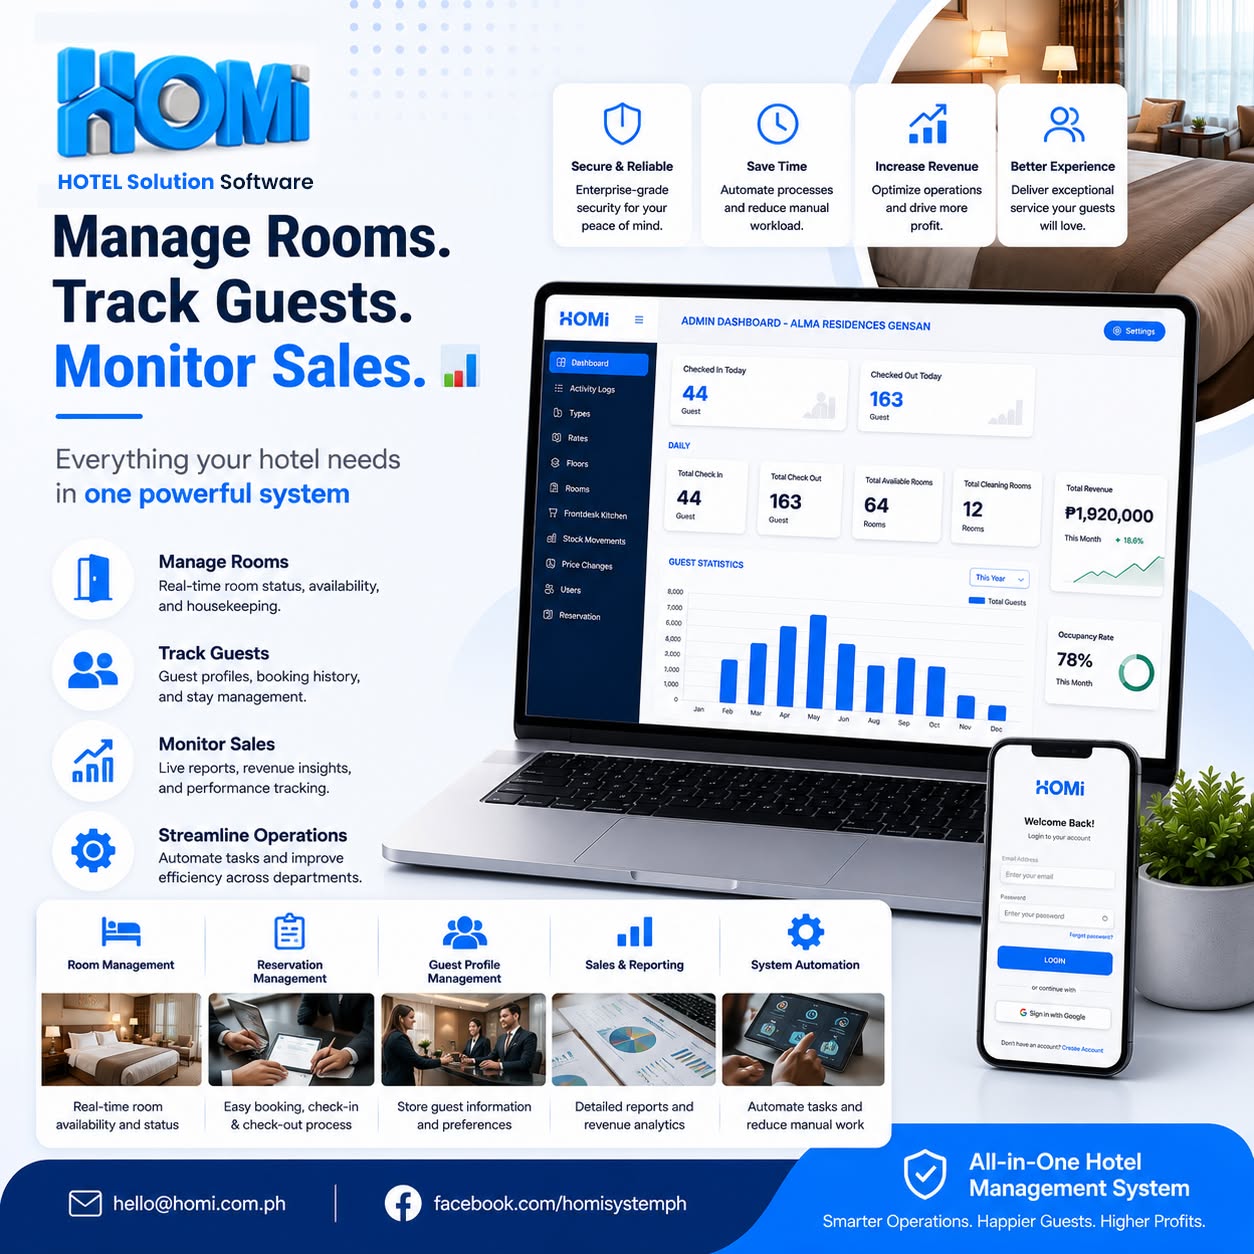 HOMi
HOTEL Solution Software
Manage Rooms.
Track Guests.
Monitor Sales.
Everything your hotel needs
in one powerful system
Manage Rooms
Real-time room status, availability,
and housekeeping.
Track Guests
Guest profiles, booking history,
and stay management.
Monitor Sales
Live reports, revenue insights,
and performance tracking.
Streamline Operations
Automate tasks and improve
efficiency across departments.
Secure & Reliable
Enterprise-grade
security for your
peace of mind.
Save Time
Automate processes
and reduce manual
workload.
Increase Revenue
Optimize operations
and drive more
profit.
Better Experience
Deliver exceptional
service your guests
will love.
HOMi
ADMIN DASHBOARD - ALMA RESIDENCES GENSAN
Settings
Dashboard
Activity Logs
Types
Rates
Floors
Rooms
Frontdesk Kitchen
Stock Movements
Price Changes
Users
Reservation
Checked In Today
44
Guest
Checked Out Today
163
Guest
DAILY
Total Check In
44
Guest
Total Check Out
163
Guest
Total Available Rooms
64
Rooms
Total Cleaning Rooms
12
Rooms
Total Revenue
₱1,920,000
This Month + 18.6%
GUEST STATISTICS
This Year
Total Guests
8,000
7,000
6,000
4,000
2,000
1,000
0
Jan Feb Mar Apr May Jun Aug Sep Oct Nov Dec
Occupancy Rate
78%
This Month
HOMi
Welcome Back!
Login to your account
Email Address
Enter your email
Password
Enter your password
Forget password?
LOGIN
or continue with
Sign in with Google
Don't have an account? Create Account
Room Management
Real-time room
availability and status
Reservation
Management
Easy booking, check-in
& check-out process
Guest Profile
Management
Store guest information
and preferences
Sales & Reporting
Detailed reports and
revenue analytics
System Automation
Automate tasks and
reduce manual work
hello@homi.com.ph
facebook.com/homisystemph
All-in-One Hotel
Management System
Smarter Operations. Happier Guests. Higher Profits.